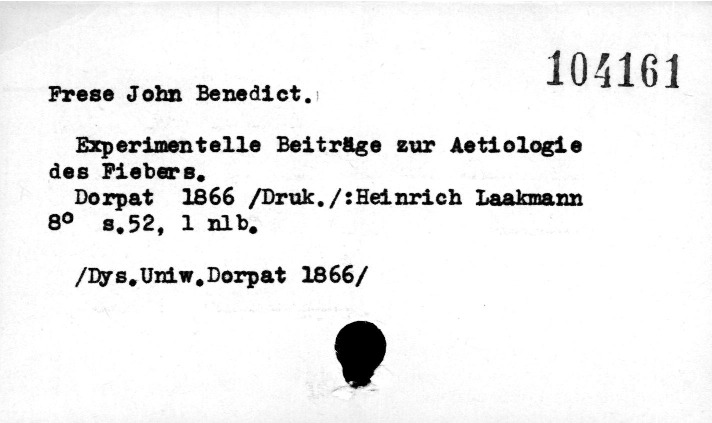 104161
Frese John Benedict.
Experimentelle Beiträge zur Aetiologie
des Fiebers.
Dorpat 1866 /Druk./:Heinrich Laakmann
8° s.52, 1 nlb.
/Dys.Uniw.Dorpat 1866/